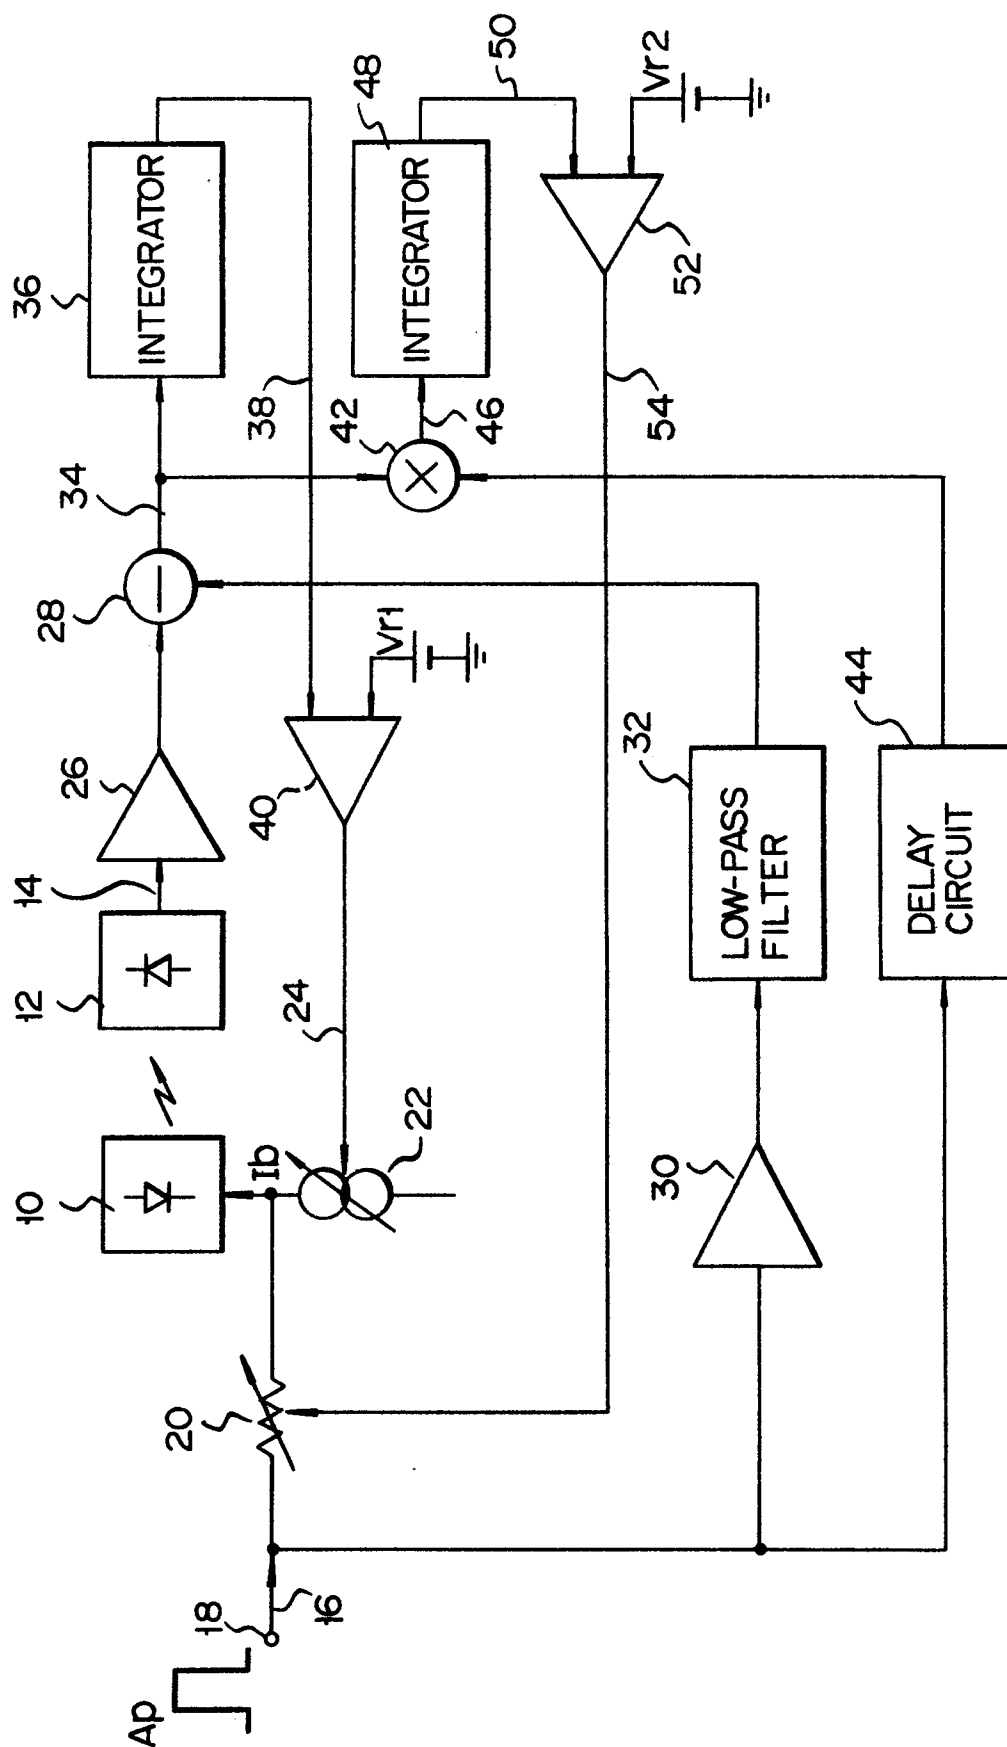 Ap
18
16
20
10
Ib
22
12
14
24
26
40
Vr1
28
34
38
36
INTEGRATOR
42
46
48
INTEGRATOR
50
Vr2
52
54
30
32
LOW-PASS
FILTER
44
DELAY
CIRCUIT